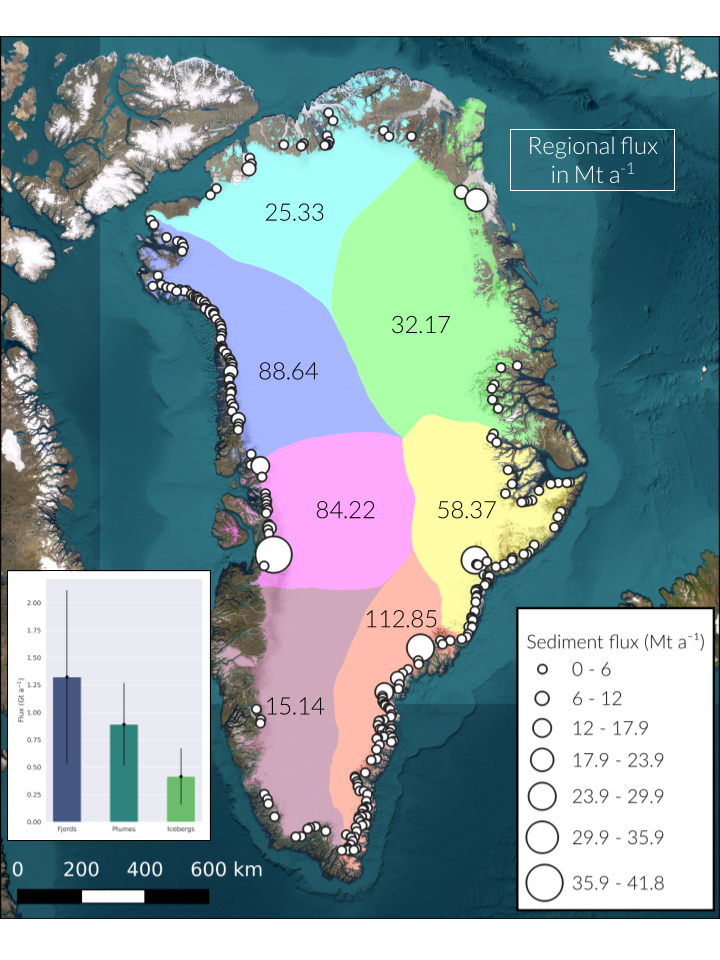 Regional flux
in Mt a⁻¹
25.33
32.17
88.64
84.22
58.37
112.85
15.14
Flux (Gt a⁻¹)
2.00
1.75
1.50
1.25
1.00
0.75
0.50
0.25
0.00
Fjords Plumes Icebergs
0 200 400 600 km
Sediment flux (Mt a⁻¹)
0 - 6
6 - 12
12 - 17.9
17.9 - 23.9
23.9 - 29.9
29.9 - 35.9
35.9 - 41.8